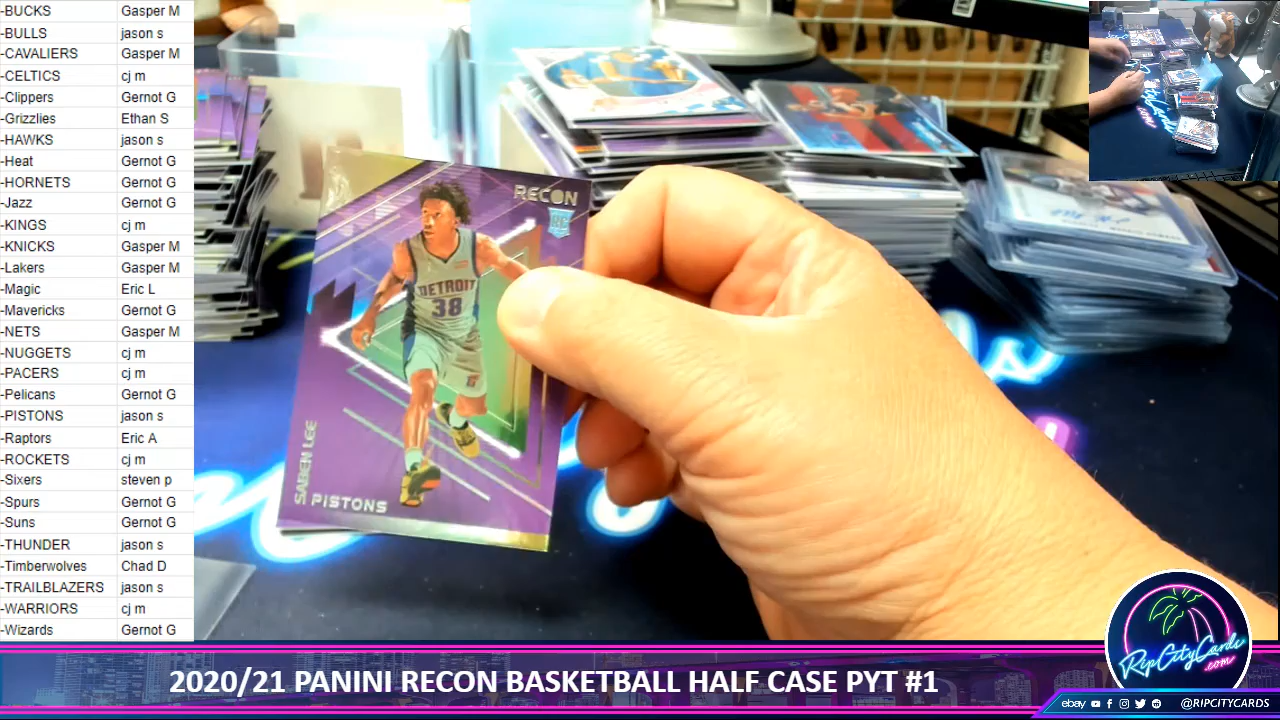 -BUCKS Gasper M
-BULLS jason s
-CAVALIERS Gasper M
-CELTICS cj m
-Clippers Gernot G
-Grizzlies Ethan S
-HAWKS jason s
-Heat Gernot G
-HORNETS Gernot G
-Jazz Gernot G
-KINGS cj m
-KNICKS Gasper M
-Lakers Gasper M
-Magic Eric L
-Mavericks Gernot G
-NETS Gasper M
-NUGGETS cj m
-PACERS cj m
-Pelicans Gernot G
-PISTONS jason s
-Raptors Eric A
-ROCKETS cj m
-Sixers steven p
-Spurs Gernot G
-Suns Gernot G
-THUNDER jason s
-Timberwolves Chad D
-TRAILBLAZERS jason s
-WARRIORS cj m
-Wizards Gernot G
RECON
RC
DETROIT
38
SABEN LEE
PISTONS
RipCityCards
.com
2020/21 PANINI RECON BASKETBALL HALF CASE PYT #1
ebay @RIPCITYCARDS